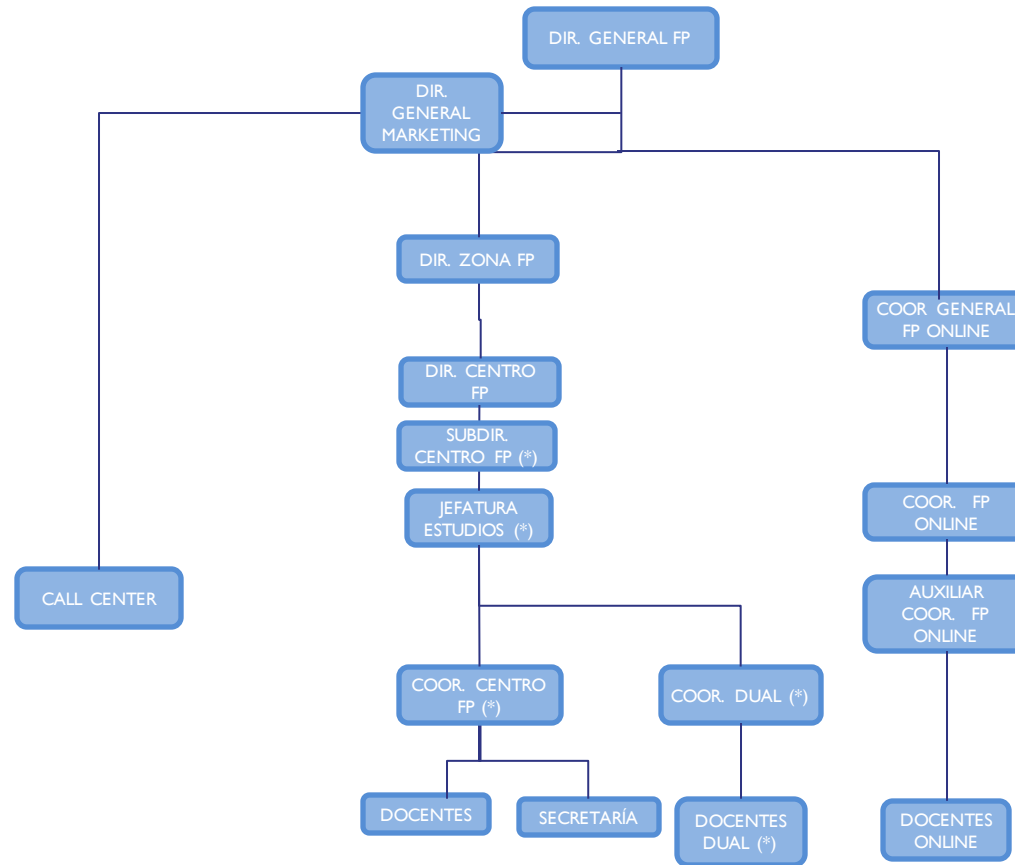 DIR. GENERAL FP
DIR.
GENERAL
MARKETING
DIR. ZONA FP
COOR GENERAL
FP ONLINE
DIR. CENTRO
FP
SUBDIR.
CENTRO FP (*)
JEFATURA
ESTUDIOS (*)
COOR. FP
ONLINE
CALL CENTER
AUXILIAR
COOR. FP
ONLINE
COOR. CENTRO
FP (*)
COOR. DUAL (*)
DOCENTES
SECRETARÍA
DOCENTES
DUAL (*)
DOCENTES
ONLINE